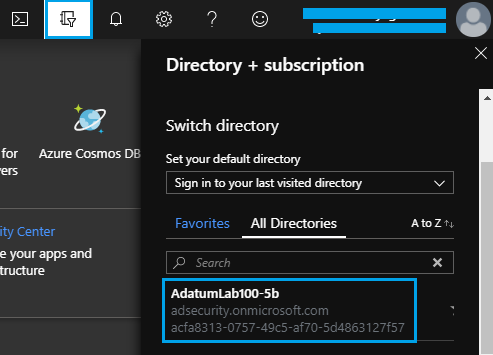 Directory + subscription
Switch directory
Set your default directory
Sign in to your last visited directory
Favorites
All Directories
A to Z
Search
AdatumLab100-5b
adsecurity.onmicrosoft.com
acfa8313-0757-49c5-af70-5d4863127f57
for
vers
Azure Cosmos DB
ity Center
e your apps and
structure